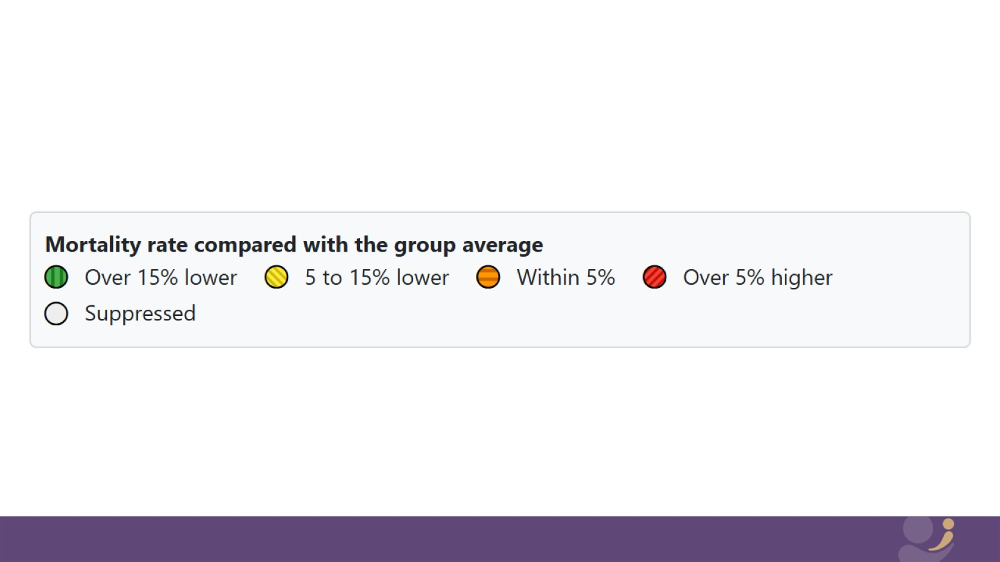 Mortality rate compared with the group average
Over 15% lower 5 to 15% lower Within 5% Over 5% higher
Suppressed